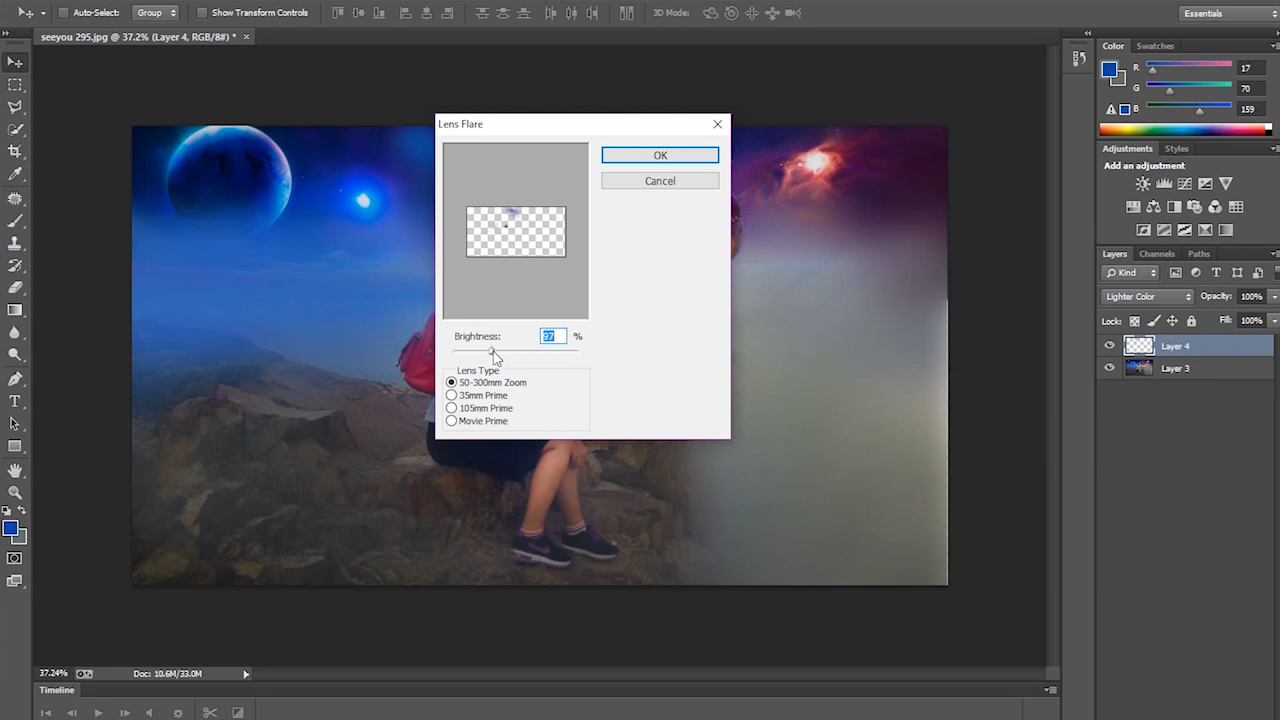 Auto-Select: Group Show Transform Controls 3D Mode: Essentials
seeyou 295.jpg @ 37.2% (Layer 4, RGB/8#) * ×
Color Swatches
R 17
G 70
B 159
Adjustments Styles
Add an adjustment
Layers Channels Paths
Kind
Lighter Color Opacity: 100%
Lock: Fill: 100%
Layer 4
Layer 3
Lens Flare
OK
Cancel
Brightness: 97 %
Lens Type
50-300mm Zoom
35mm Prime
105mm Prime
Movie Prime
37.24% Doc: 10.6M/33.0M
Timeline